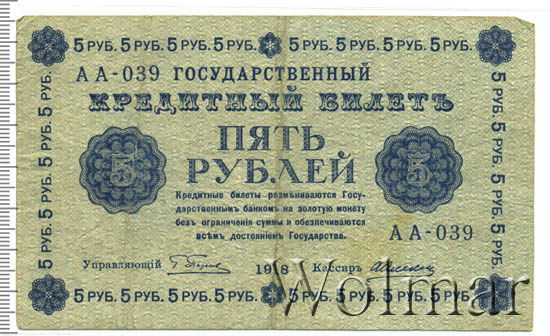 5 РУБ. 5 РУБ. 5 РУБ. 5 РУБ. 5 РУБ. 5 РУБ. 5 РУБ. 5 РУБ.
АА-039 ГОСУДАРСТВЕННЫЙ
КРЕДИТНЫЙ БИЛЕТЪ
5 ПЯТЬ 5
РУБЛЕЙ
Кредитные билеты размѣниваются Госу-
дарственнымъ банкомъ на золотую монету
безъ ограниченія суммы и обезпечиваются
всѣмъ достояніемъ Государства.
АА-039
Управляющій 1918 Кассиръ
5 РУБ. 5 РУБ. 5 РУБ. 5 РУБ. 5 РУБ. 5 РУБ. 5 РУБ. 5 РУБ.
5 РУБ. 5 РУБ. 5 РУБ. 5 РУБ.
5 РУБ. 5 РУБ. 5 РУБ. 5 РУБ.
Wolmar